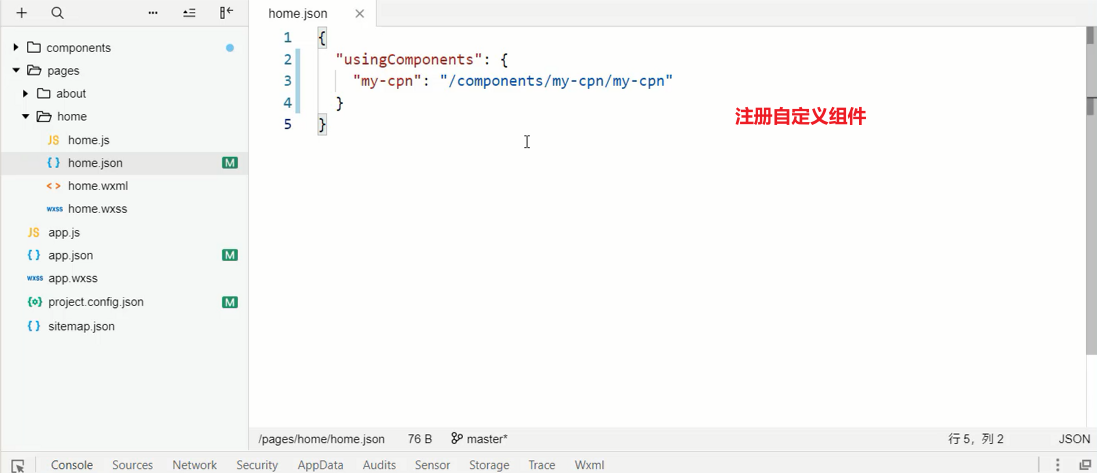 home.json
components
pages
about
home
JS home.js
{ } home.json M
< > home.wxml
wxss home.wxss
JS app.js
{ } app.json M
wxss app.wxss
{o} project.config.json M
{ } sitemap.json
1 {
2 "usingComponents": {
3 "my-cpn": "/components/my-cpn/my-cpn"
4 }
5 }
注册自定义组件
/pages/home/home.json 76 B master* 行 5，列 2 JSON
Console Sources Network Security AppData Audits Sensor Storage Trace Wxml